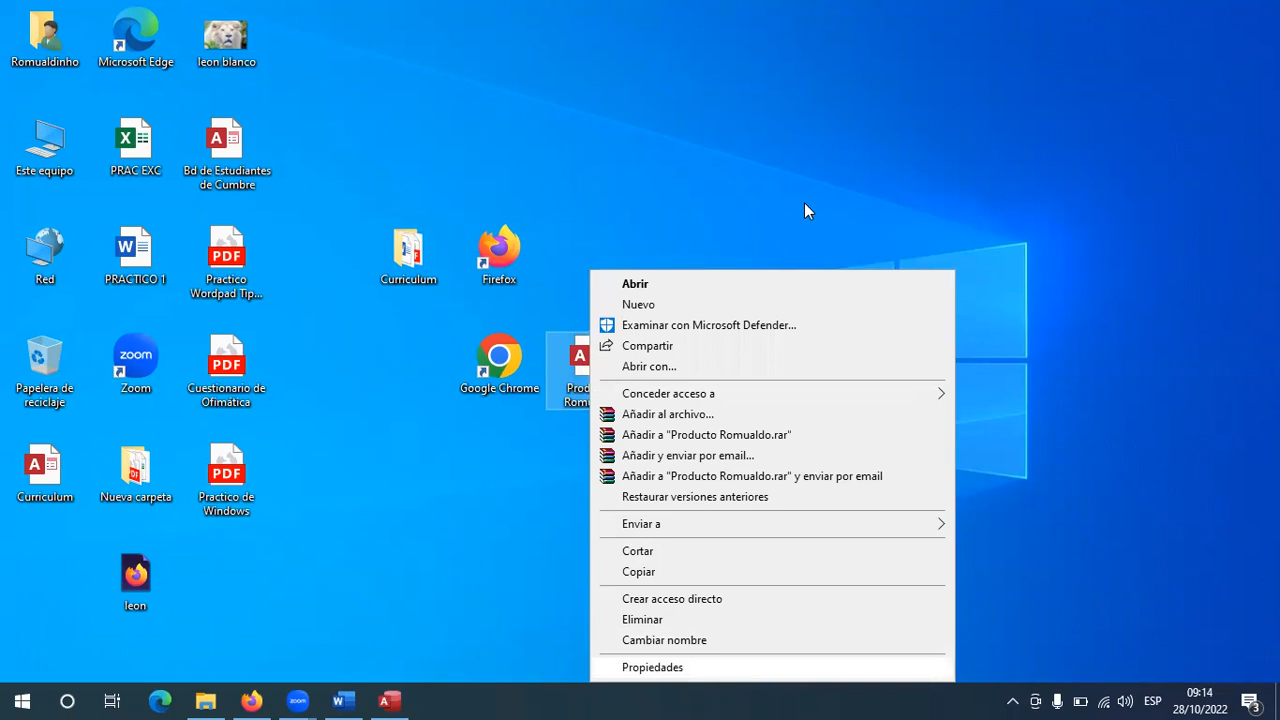 Romualdinho
Microsoft Edge
leon blanco
Este equipo
PRAC EXC
Bd de Estudiantes
de Cumbre
Red
PRACTICO 1
Practico
Wordpad Tip...
Curriculum
Firefox
Papelera de
reciclaje
zoom
Zoom
Cuestionario de
Ofimática
Google Chrome
Curriculum
Nueva carpeta
Practico de
Windows
leon
Abrir
Nuevo
Examinar con Microsoft Defender...
Compartir
Abrir con...
Conceder acceso a
Añadir al archivo...
Añadir a "Producto Romualdo.rar"
Añadir y enviar por email...
Añadir a "Producto Romualdo.rar" y enviar por email
Restaurar versiones anteriores
Enviar a
Cortar
Copiar
Crear acceso directo
Eliminar
Cambiar nombre
Propiedades
ESP
09:14
28/10/2022
3